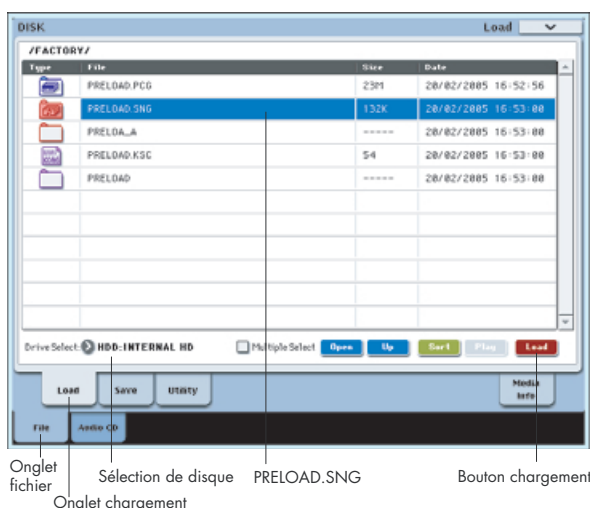 DISK Load
/FACTORY/
Type File Size Date
PRELOAD.PCG 23M 20/02/2005 16:52:56
PRELOAD.SNG 132K 20/02/2005 16:53:00
PRELOA_A ----- 20/02/2005 16:53:00
PRELOAD.KSC 54 20/02/2005 16:53:00
PRELOAD ----- 20/02/2005 16:53:00
Drive Select: HDD:INTERNAL HD Multiple Select Open Up Sort Play Load
Load Save Utility Media Info
File Audio CD
Onglet fichier
Sélection de disque
PRELOAD.SNG
Bouton chargement
Onglet chargement